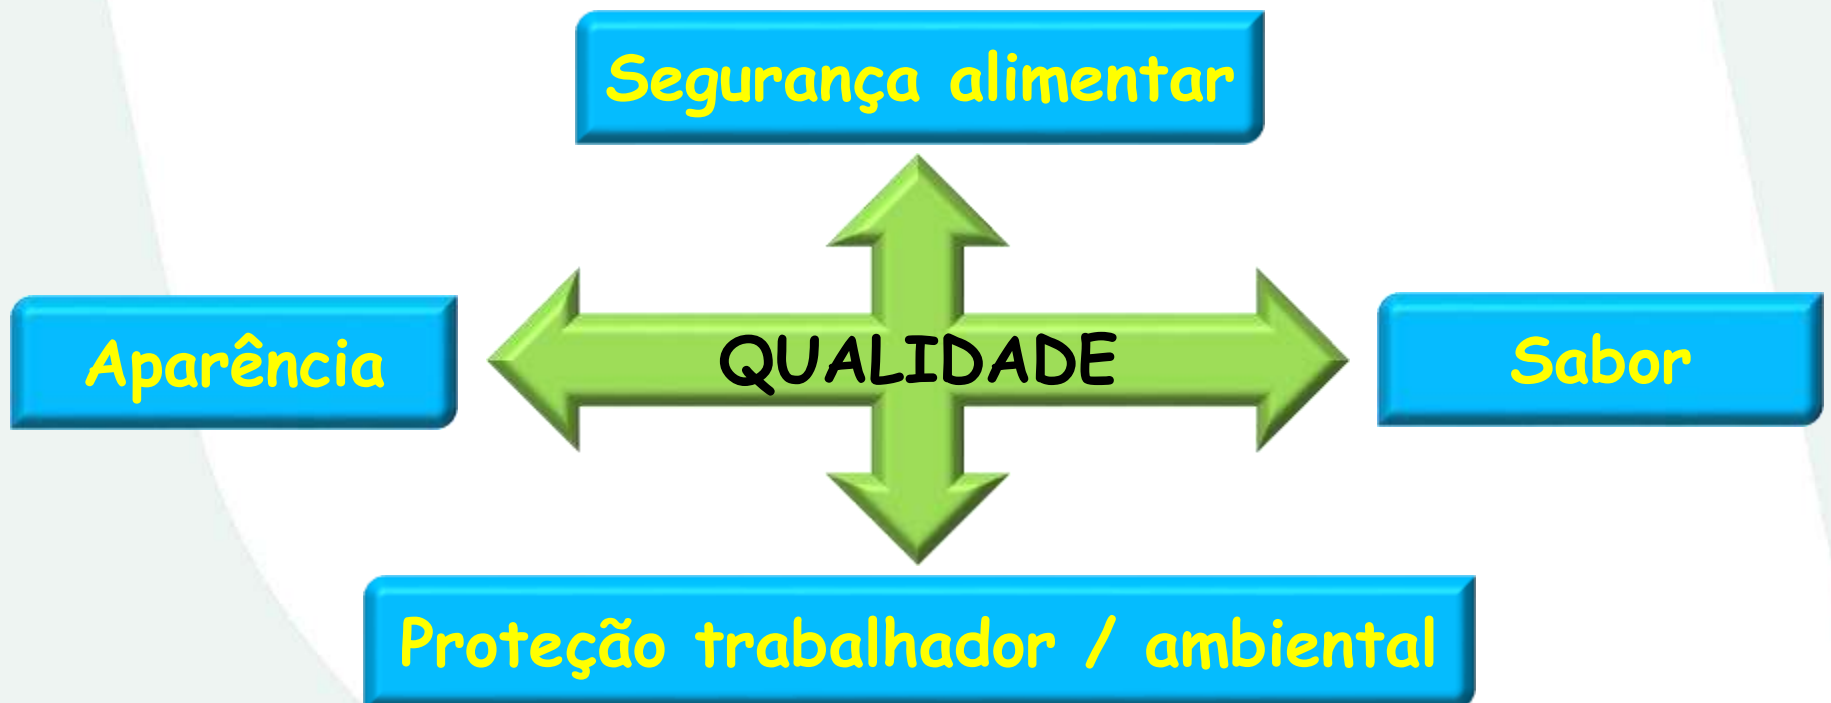 Segurança alimentar
Aparência
QUALIDADE
Sabor
Proteção trabalhador / ambiental